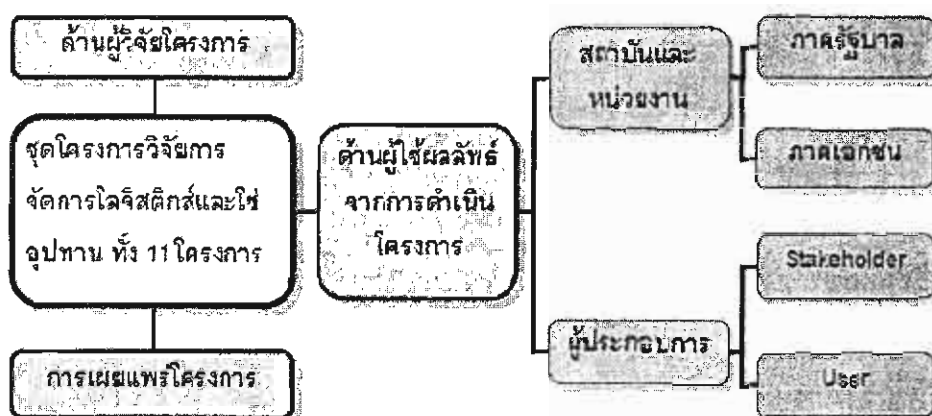 ด้านผู้วิจัยโครงการ
ชุดโครงการวิจัยการ
จัดการโลจิสติกส์และโซ่
อุปทาน ทั้ง 11 โครงการ
การเผยแพร่โครงการ
ด้านผู้ใช้ผลลัพธ์
จากการดำเนิน
โครงการ
สถาบันและ
หน่วยงาน
ภาครัฐบาล
ภาคเอกชน
ผู้ประกอบการ
Stakeholder
User